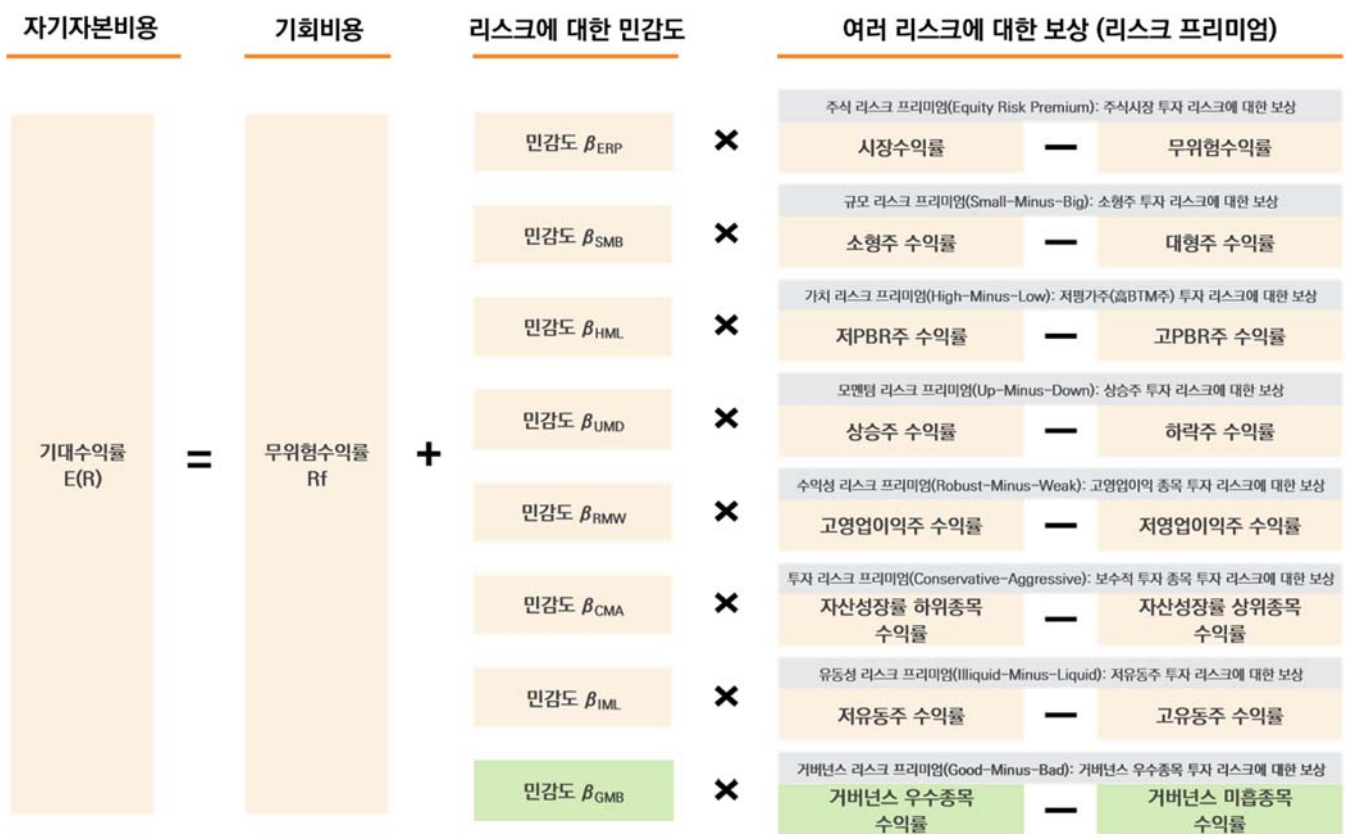 자기자본비용
기회비용
리스크에 대한 민감도
여러 리스크에 대한 보상 (리스크 프리미엄)
기대수익률
E(R)
=
무위험수익률
Rf
+
주식 리스크 프리미엄(Equity Risk Premium): 주식시장 투자 리스크에 대한 보상
민감도 βERP × 시장수익률 − 무위험수익률
규모 리스크 프리미엄(Small-Minus-Big): 소형주 투자 리스크에 대한 보상
민감도 βSMB × 소형주 수익률 − 대형주 수익률
가치 리스크 프리미엄(High-Minus-Low): 저평가주(高BTM주) 투자 리스크에 대한 보상
민감도 βHML × 저PBR주 수익률 − 고PBR주 수익률
모멘텀 리스크 프리미엄(Up-Minus-Down): 상승주 투자 리스크에 대한 보상
민감도 βUMD × 상승주 수익률 − 하락주 수익률
수익성 리스크 프리미엄(Robust-Minus-Weak): 고영업이익 종목 투자 리스크에 대한 보상
민감도 βRMW × 고영업이익주 수익률 − 저영업이익주 수익률
투자 리스크 프리미엄(Conservative-Aggressive): 보수적 투자 종목 투자 리스크에 대한 보상
민감도 βCMA × 자산성장률 하위종목 − 자산성장률 상위종목
수익률 수익률
유동성 리스크 프리미엄(Illiquid-Minus-Liquid): 저유동주 투자 리스크에 대한 보상
민감도 βIML × 저유동주 수익률 − 고유동주 수익률
거버넌스 리스크 프리미엄(Good-Minus-Bad): 거버넌스 우수종목 투자 리스크에 대한 보상
민감도 βGMB × 거버넌스 우수종목 − 거버넌스 미흡종목
수익률 수익률